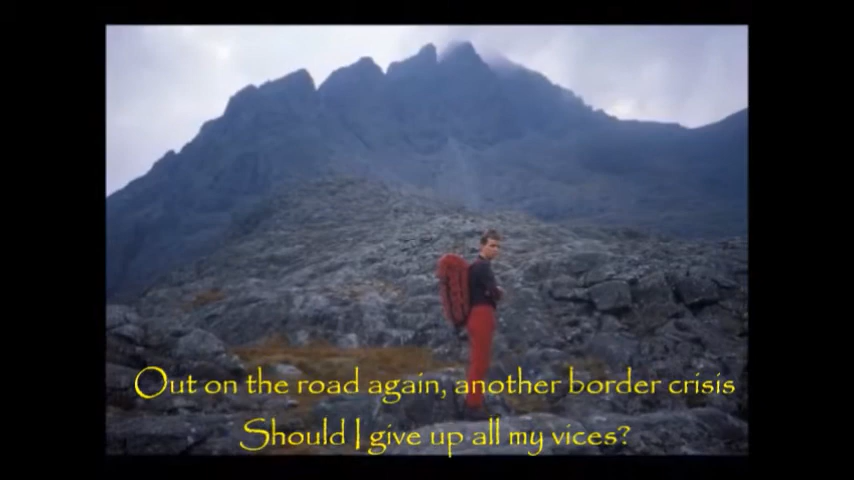 Out on the road again, another border crisis
Should I give up all my vices?